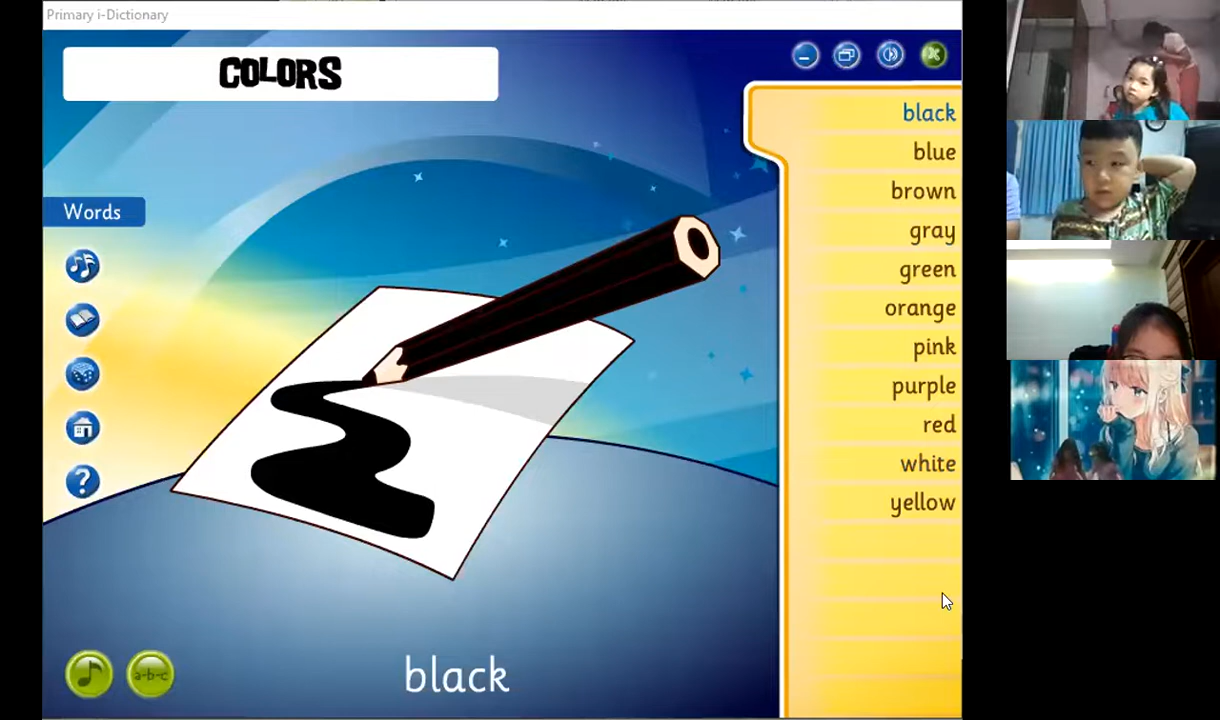 Primary i-Dictionary
COLORS
Words
black
blue
brown
gray
green
orange
pink
purple
red
white
yellow
?
a-b-c
black